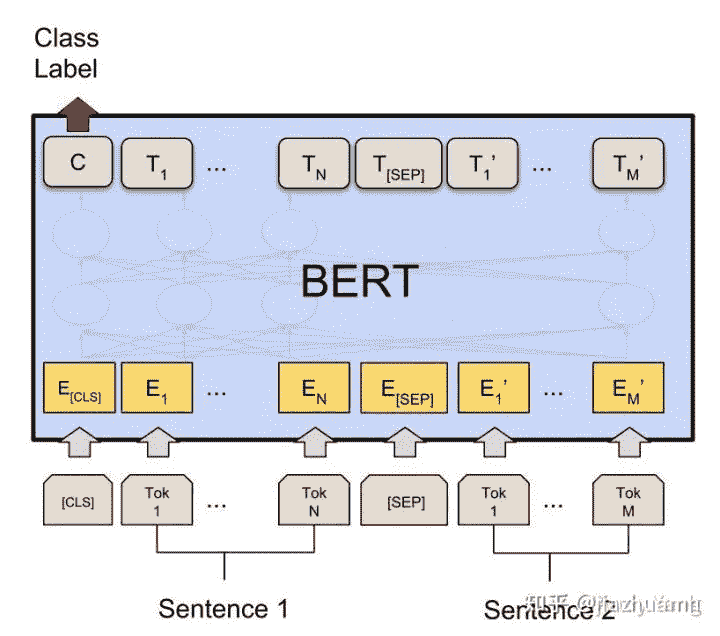 Class
Label
C
T1
...
TN
T[SEP]
T1'
...
TM'
BERT
E[CLS]
E1
...
EN
E[SEP]
E1'
...
EM'
[CLS]
Tok
1
...
Tok
N
[SEP]
Tok
1
...
Tok
M
Sentence 1
Sentence 2
知乎